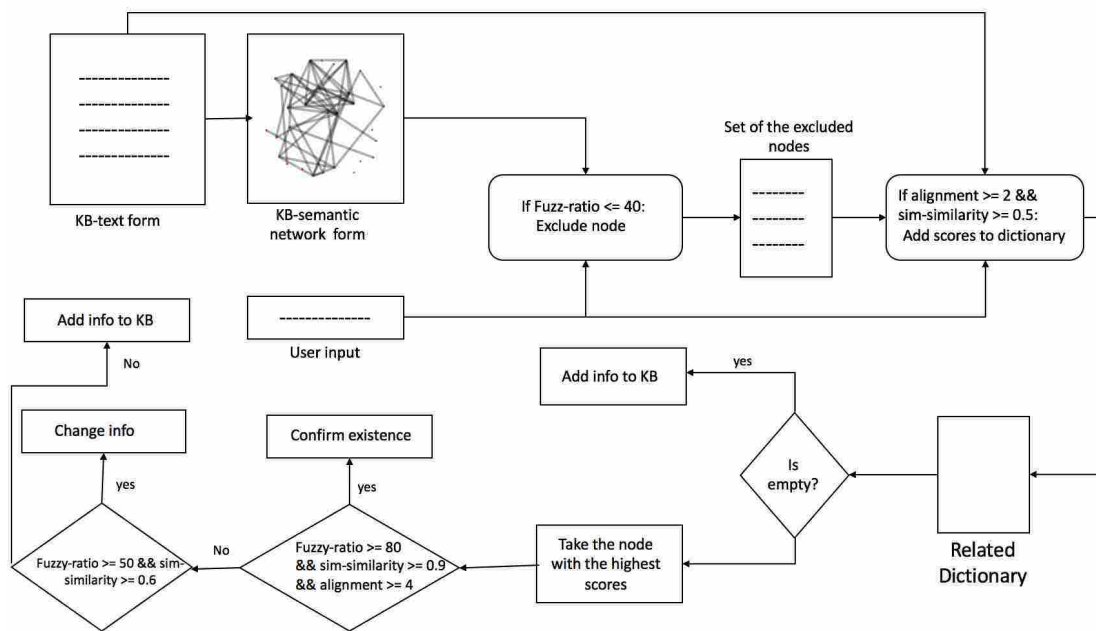 KB-text form
KB-semantic
network form
Set of the excluded
nodes
If Fuzz-ratio <= 40:
Exclude node
If alignment >= 2 &&
sim-similarity >= 0.5:
Add scores to dictionary
User input
Add info to KB
No
Change info
yes
Confirm existence
yes
Add info to KB
yes
Is
empty?
Related
Dictionary
Take the node
with the highest
scores
Fuzzy-ratio >= 80
&& sim-similarity >= 0.9
&& alignment >= 4
No
Fuzzy-ratio >= 50 && sim-
similarity >= 0.6